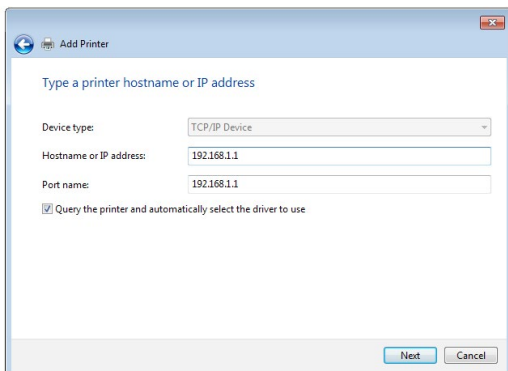 Add Printer
Type a printer hostname or IP address
Device type: TCP/IP Device
Hostname or IP address: 192.168.1.1
Port name: 192.168.1.1
Query the printer and automatically select the driver to use
Next Cancel